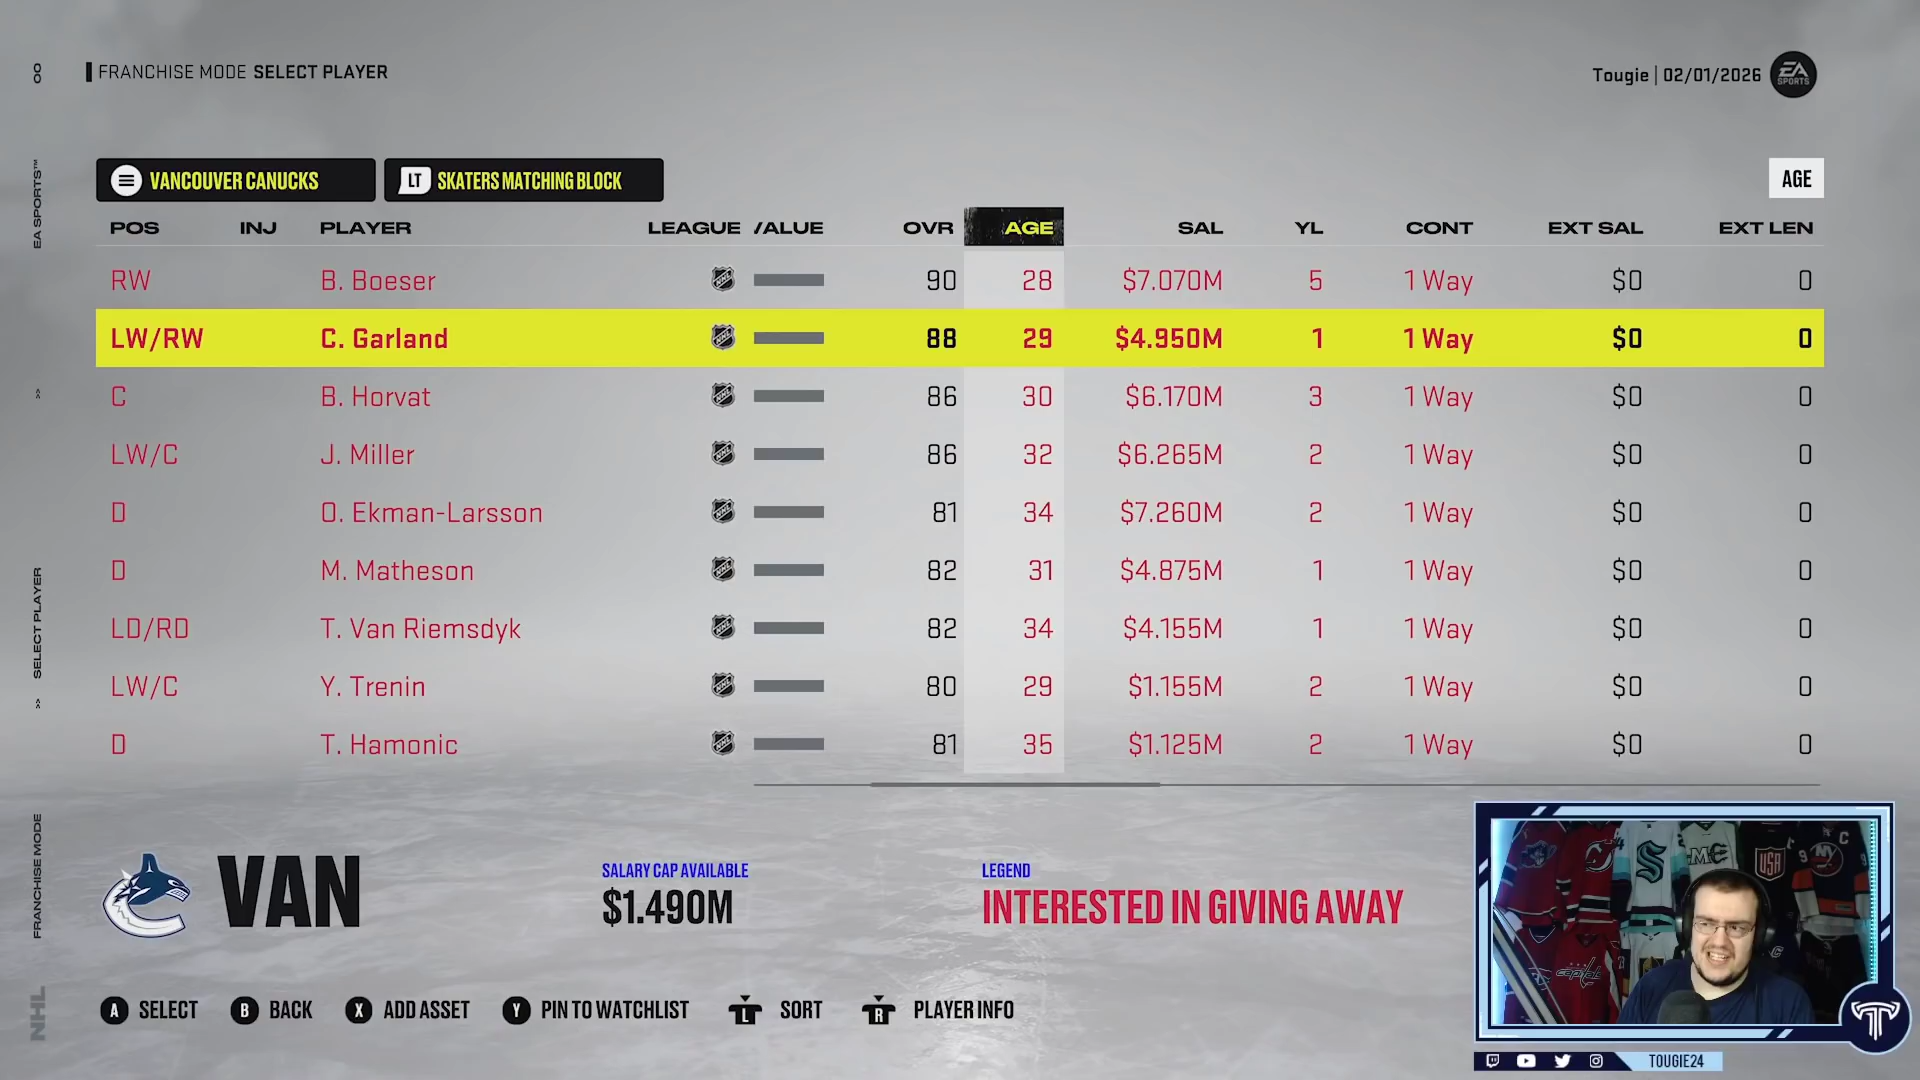 FRANCHISE MODE SELECT PLAYER
Tougie | 02/01/2026
EA SPORTS
VANCOUVER CANUCKS
LT SKATERS MATCHING BLOCK
AGE
POS INJ PLAYER LEAGUE VALUE OVR AGE SAL YL CONT EXT SAL EXT LEN
RW B. Boeser 90 28 $7.070M 5 1 Way $0 0
LW/RW C. Garland 88 29 $4.950M 1 1 Way $0 0
C B. Horvat 86 30 $6.170M 3 1 Way $0 0
LW/C J. Miller 86 32 $6.265M 2 1 Way $0 0
D O. Ekman-Larsson 81 34 $7.260M 2 1 Way $0 0
D M. Matheson 82 31 $4.875M 1 1 Way $0 0
LD/RD T. Van Riemsdyk 82 34 $4.155M 1 1 Way $0 0
LW/C Y. Trenin 80 29 $1.155M 2 1 Way $0 0
D T. Hamonic 81 35 $1.125M 2 1 Way $0 0
VAN
SALARY CAP AVAILABLE
$1.490M
LEGEND
INTERESTED IN GIVING AWAY
A SELECT B BACK X ADD ASSET Y PIN TO WATCHLIST L SORT R PLAYER INFO
EA SPORTS™
SELECT PLAYER
FRANCHISE MODE
NHL
USA
capitals
TOUGIE24